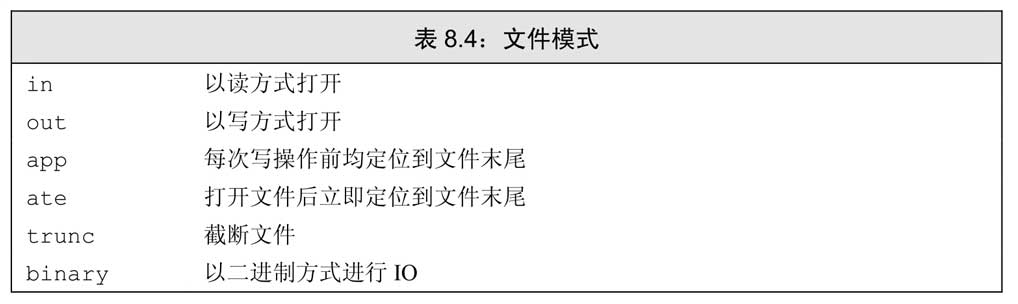 表 8.4：文件模式
in 以读方式打开
out 以写方式打开
app 每次写操作前均定位到文件末尾
ate 打开文件后立即定位到文件末尾
trunc 截断文件
binary 以二进制方式进行 IO